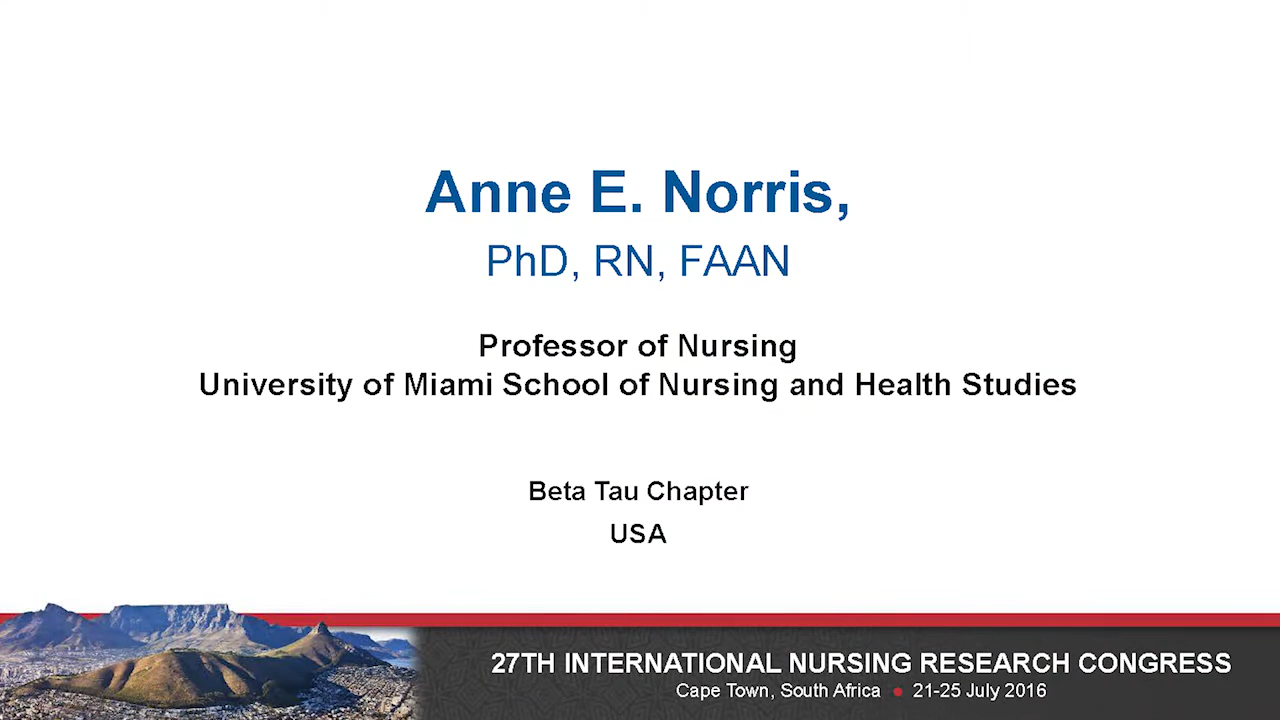 Anne E. Norris,
PhD, RN, FAAN
Professor of Nursing
University of Miami School of Nursing and Health Studies
Beta Tau Chapter
USA
27TH INTERNATIONAL NURSING RESEARCH CONGRESS
Cape Town, South Africa • 21-25 July 2016